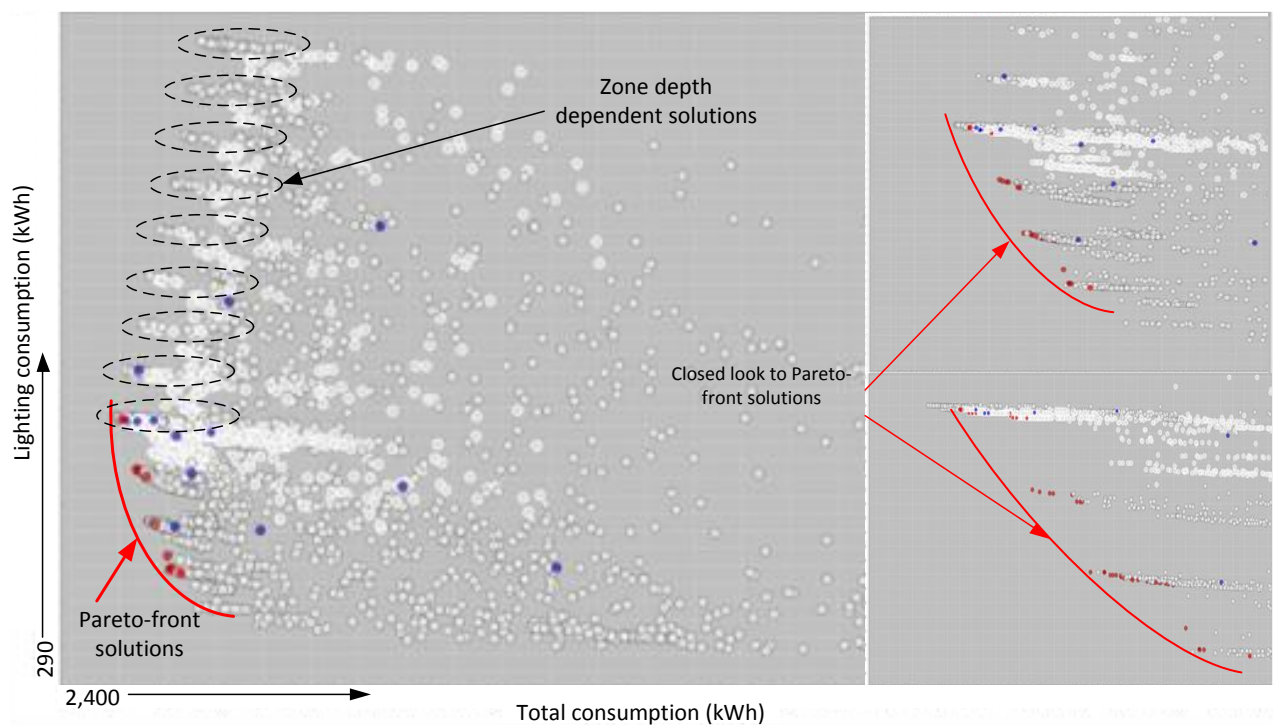 Zone depth
dependent solutions
Lighting consumption (kWh)
Closed look to Pareto-
front solutions
Pareto-front
solutions
290
2,400
Total consumption (kWh)